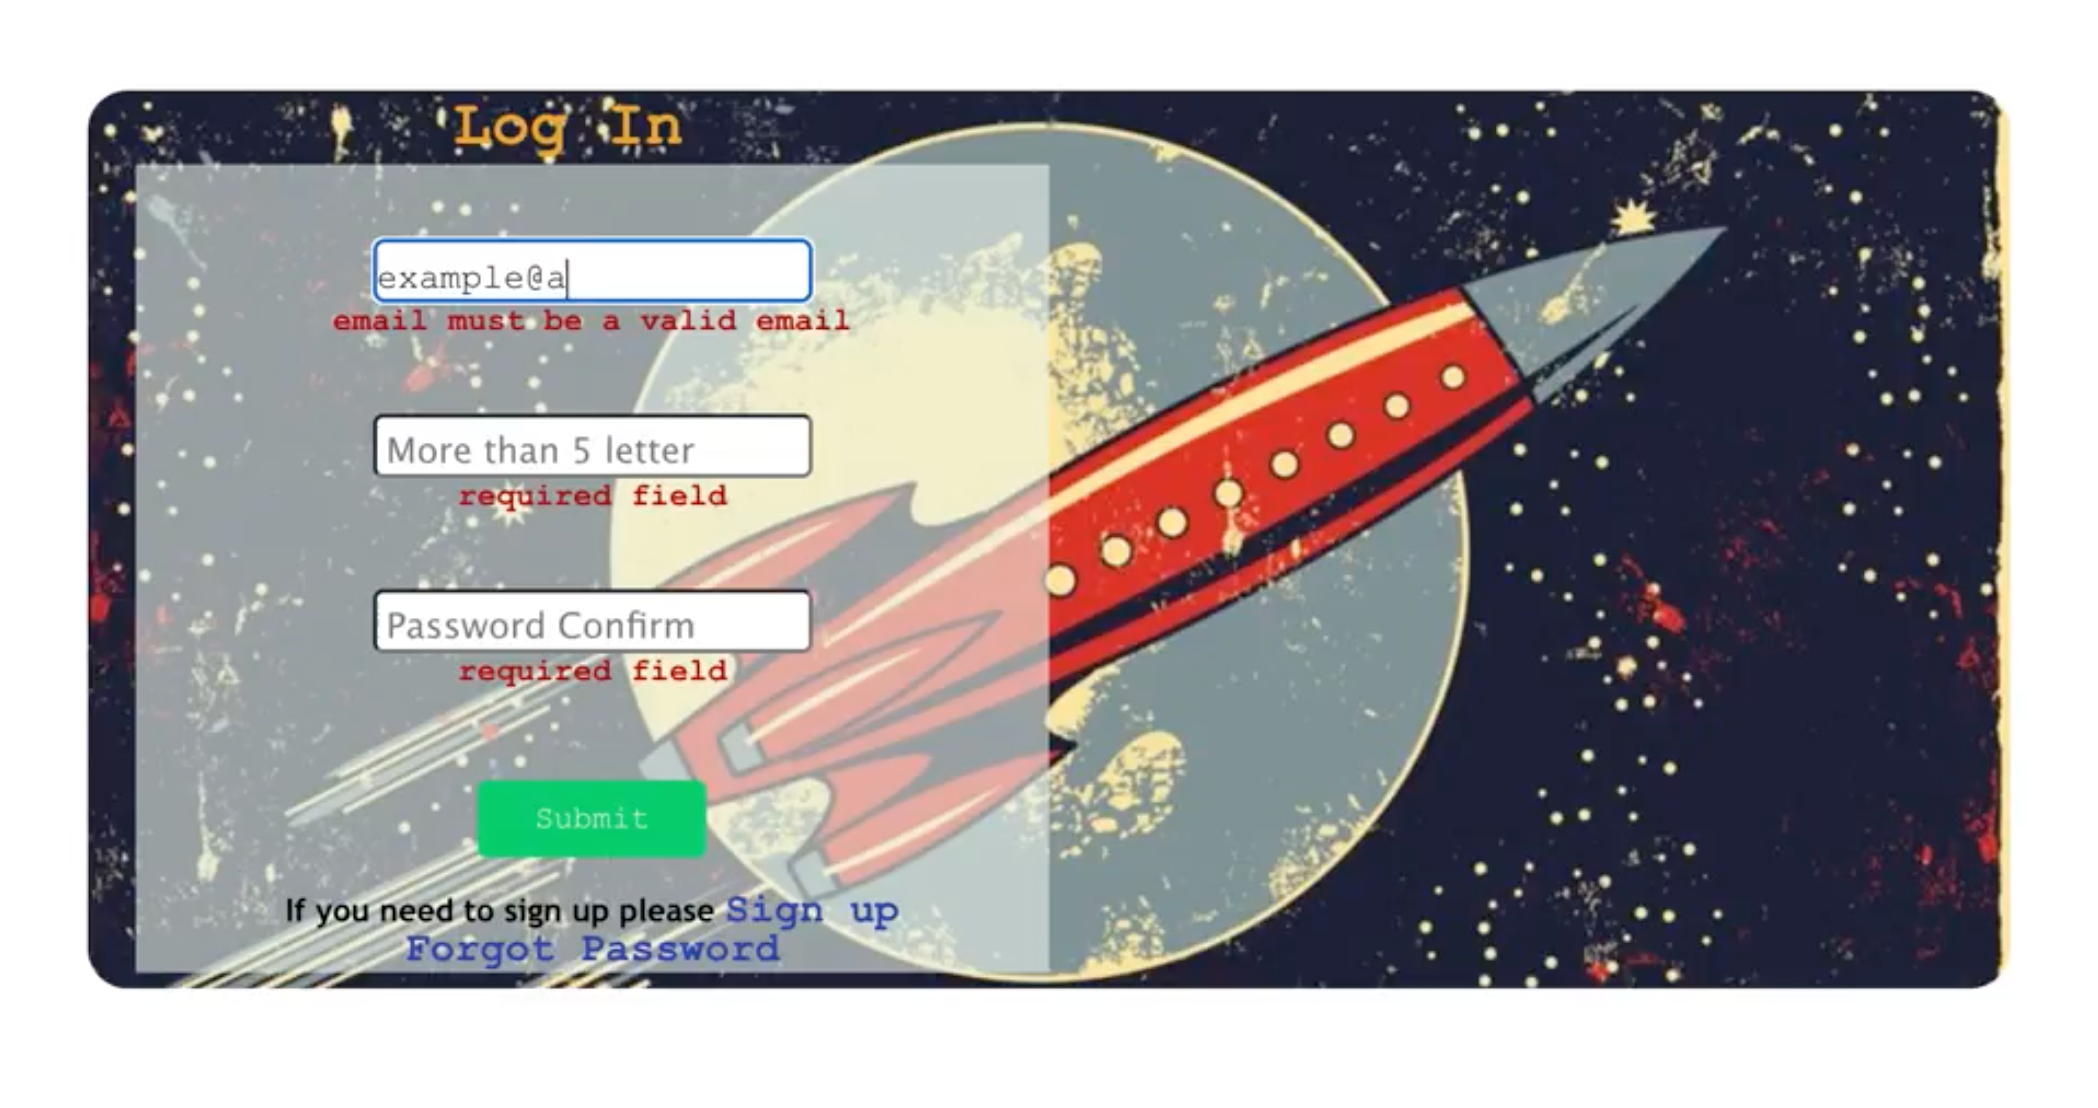 Log In
example@a
email must be a valid email
More than 5 letter
required field
Password Confirm
required field
Submit
If you need to sign up please Sign up
Forgot Password